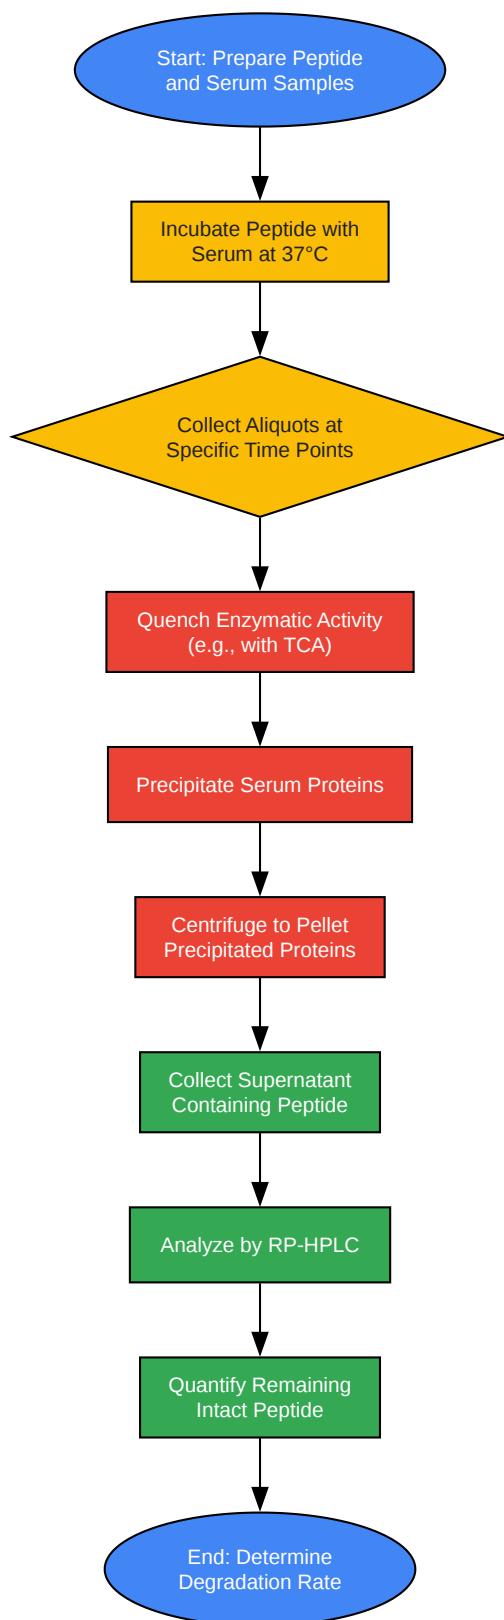 Start: Prepare Peptide
and Serum Samples
Incubate Peptide with
Serum at 37°C
Collect Aliquots at
Specific Time Points
Quench Enzymatic Activity
(e.g., with TCA)
Precipitate Serum Proteins
Centrifuge to Pellet
Precipitated Proteins
Collect Supernatant
Containing Peptide
Analyze by RP-HPLC
Quantify Remaining
Intact Peptide
End: Determine
Degradation Rate